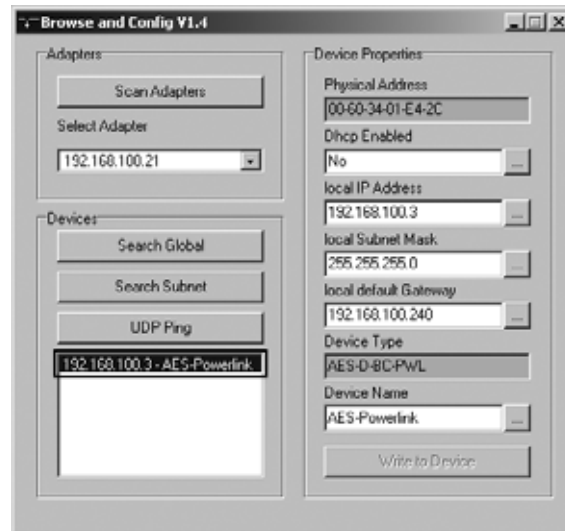 Browse and Config V1.4
Adapters
Scan Adapters
Select Adapter
192.168.100.21
Devices
Search Global
Search Subnet
UDP Ping
192.168.100.3 - AES-Powerlink
Device Properties
Physical Address
00-60-34-01-E4-2C
Dhcp Enabled
No
...
local IP Address
192.168.100.3
...
local Subnet Mask
255.255.255.0
...
local default Gateway
192.168.100.240
...
Device Type
AES-D-BC-PWL
Device Name
AES-Powerlink
...
Write to Device